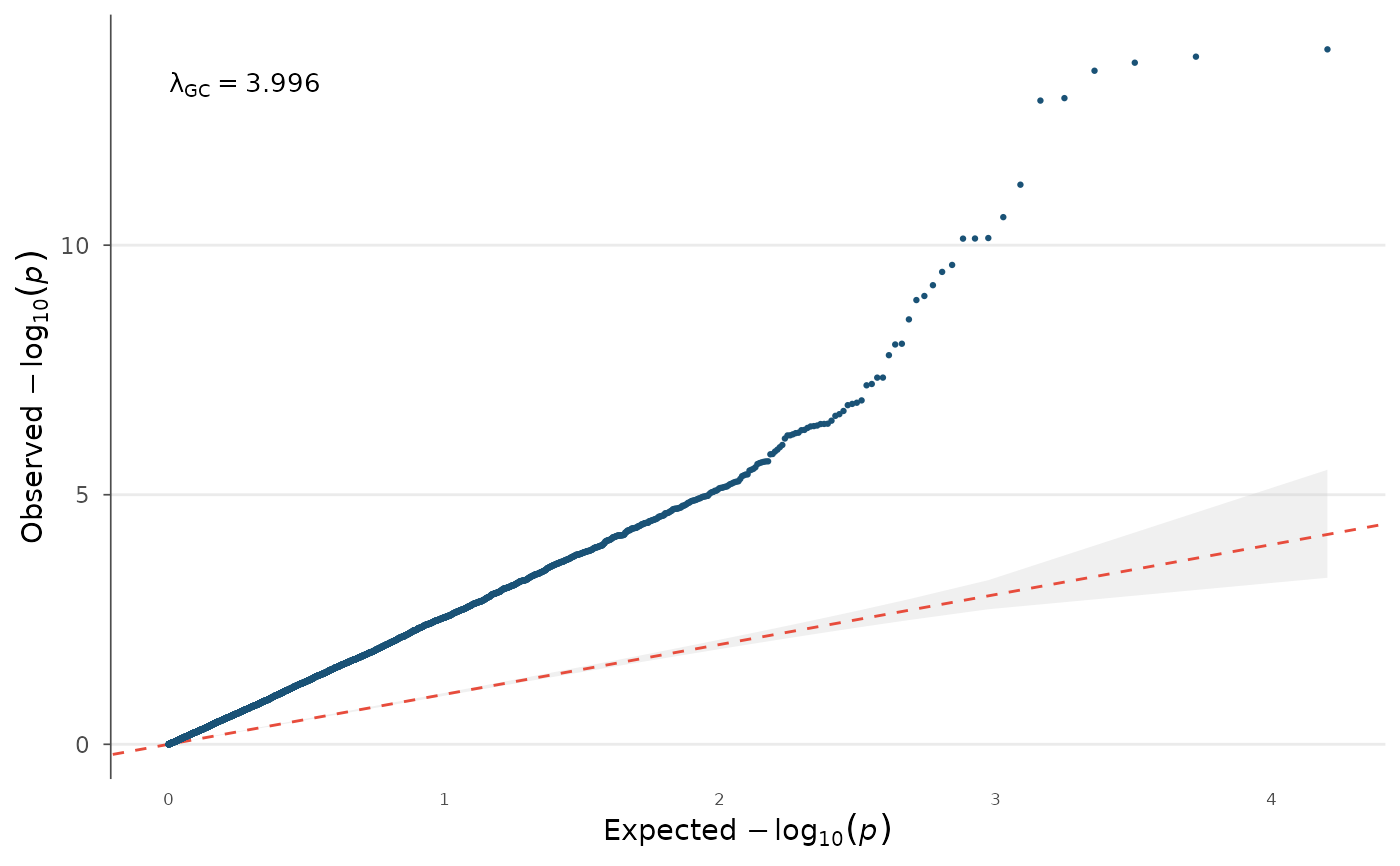 λGC = 3.996
Observed −log10(p)
10
5
0
0 1 2 3 4
Expected −log10(p)